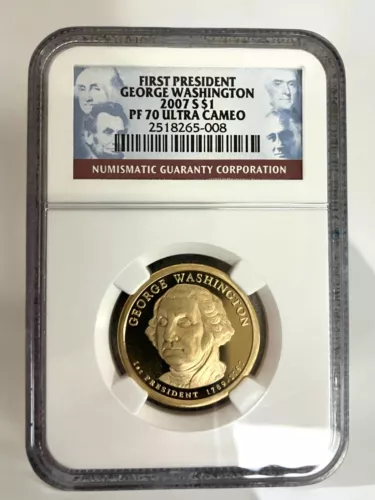 FIRST PRESIDENT
GEORGE WASHINGTON
2007 S $1
PF 70 ULTRA CAMEO
2518265-008
NUMISMATIC GUARANTY CORPORATION
GEORGE WASHINGTON
1st PRESIDENT 1789-